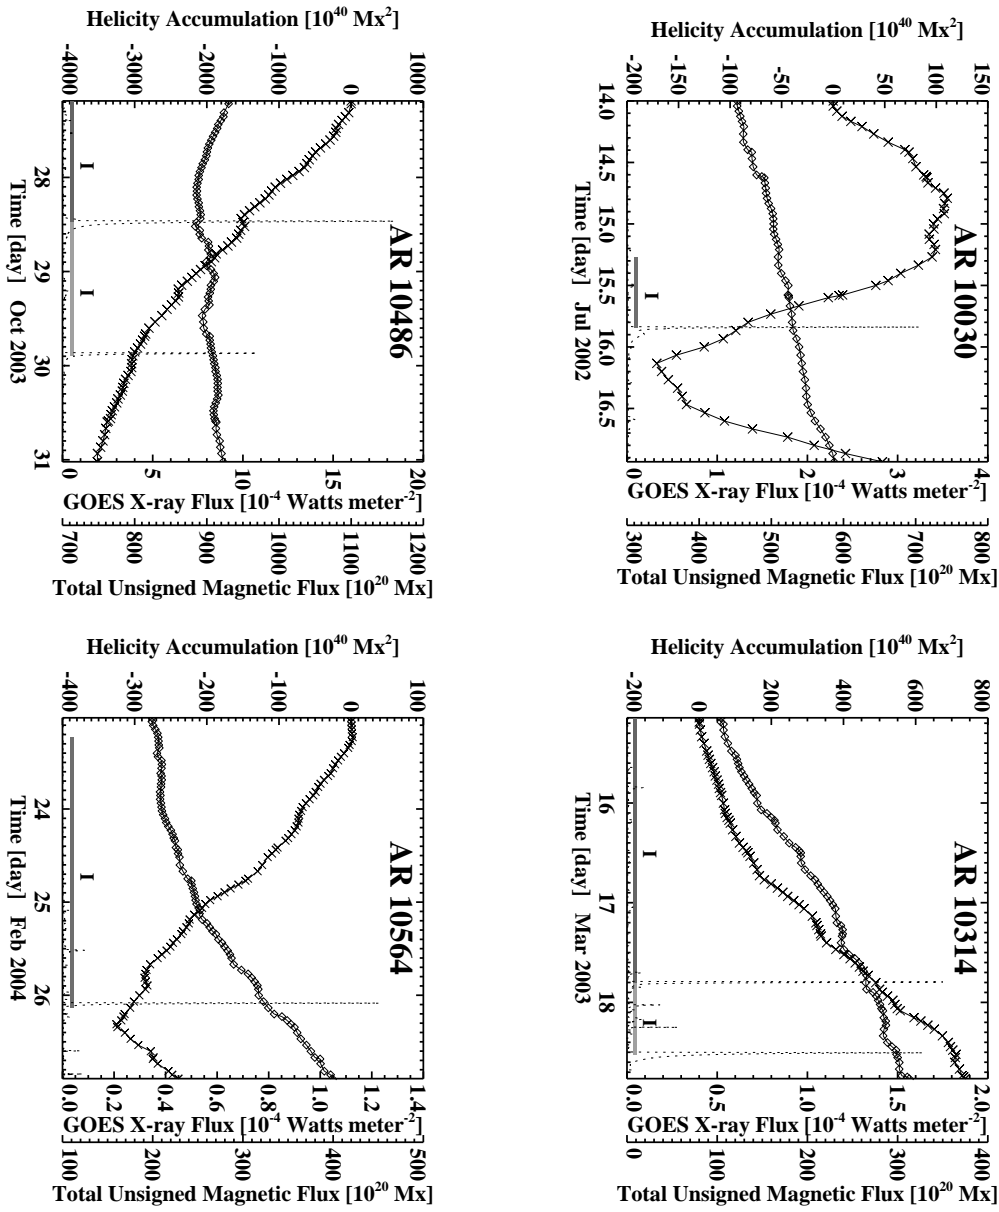 Helicity Accumulation [10^40 Mx^2]
-4000 -3000 -2000 -1000 0 1000
AR 10486
I
I
28 29 30 31
Time [day] Oct 2003
0 5 10 15 20
GOES X-ray Flux [10^-4 Watts meter^-2]
700 800 900 1000 1100 1200
Total Unsigned Magnetic Flux [10^20 Mx]
Helicity Accumulation [10^40 Mx^2]
-200 -150 -100 -50 0 50 100 150
AR 10030
I
14.0 14.5 15.0 15.5 16.0 16.5
Time [day] Jul 2002
0 1 2 3 4
GOES X-ray Flux [10^-4 Watts meter^-2]
300 400 500 600 700 800
Total Unsigned Magnetic Flux [10^20 Mx]
Helicity Accumulation [10^40 Mx^2]
-400 -300 -200 -100 0 100
AR 10564
I
24 25 26
Time [day] Feb 2004
0.0 0.2 0.4 0.6 0.8 1.0 1.2 1.4
GOES X-ray Flux [10^-4 Watts meter^-2]
100 200 300 400 500
Total Unsigned Magnetic Flux [10^20 Mx]
Helicity Accumulation [10^40 Mx^2]
-200 0 200 400 600 800
AR 10314
I
I
16 17 18
Time [day] Mar 2003
0.0 0.5 1.0 1.5 2.0
GOES X-ray Flux [10^-4 Watts meter^-2]
0 100 200 300 400
Total Unsigned Magnetic Flux [10^20 Mx]